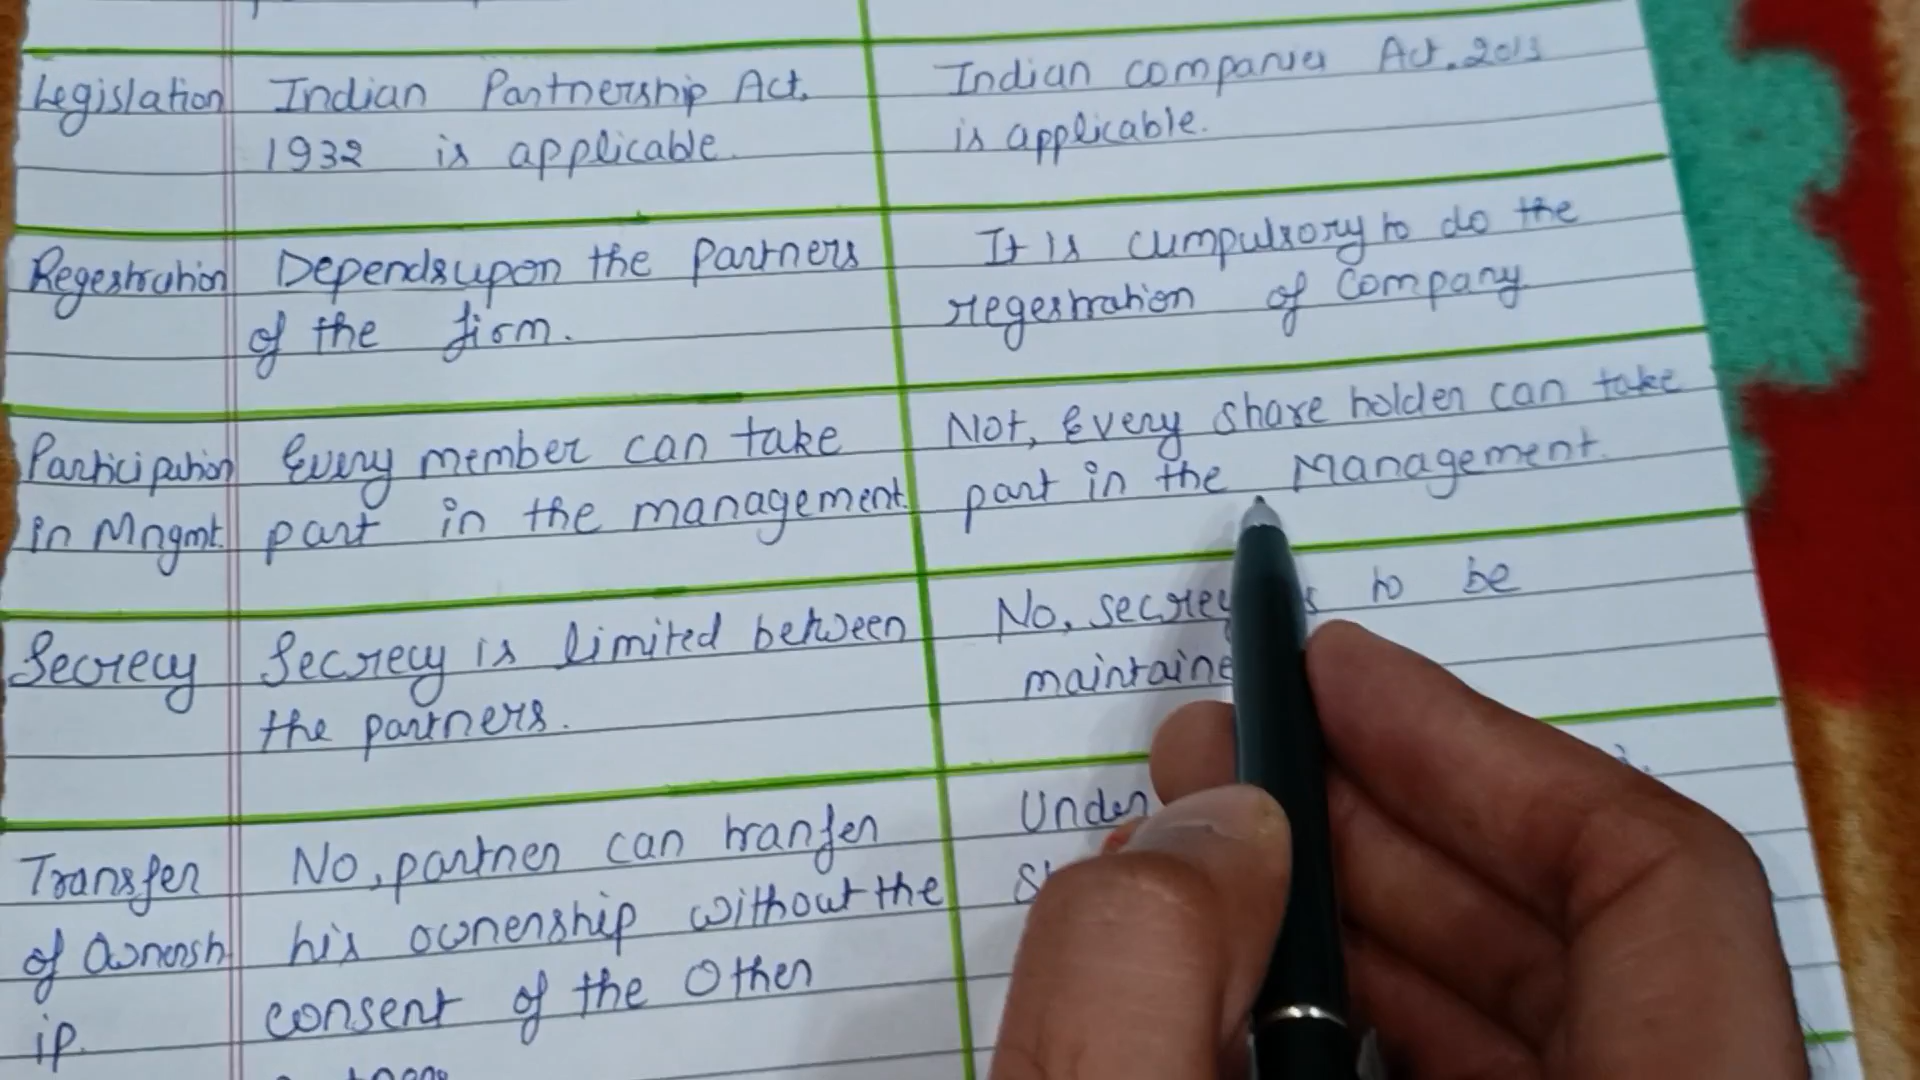 Legislation Indian Partnership Act, Indian companies Act, 2013
1932 is applicable. is applicable.
Regestration Depends upon the Partners It Is cumpulsory to do the
of the firm. regestration of Company
Participation Every member can take Not, Every share holder can take
in Mngmt. part in the management. part in the Management.
Secrecy Secrecy is limited between No, secrecy to be
the partners. maintaine
Transfer No, partner can tranfer Under
of Ownersh his ownership without the
ip. consent of the Other